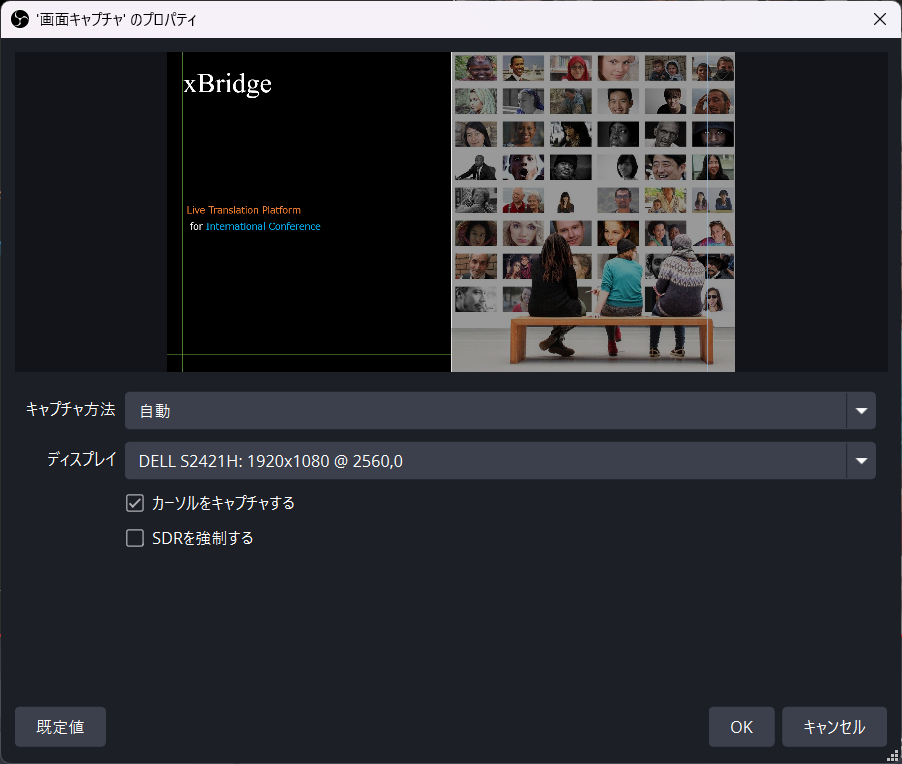 '画面キャプチャ' のプロパティ
xBridge
Live Translation Platform
for International Conference
キャプチャ方法
自動
ディスプレイ
DELL S2421H: 1920x1080 @ 2560,0
カーソルをキャプチャする
SDRを強制する
既定値
OK
キャンセル